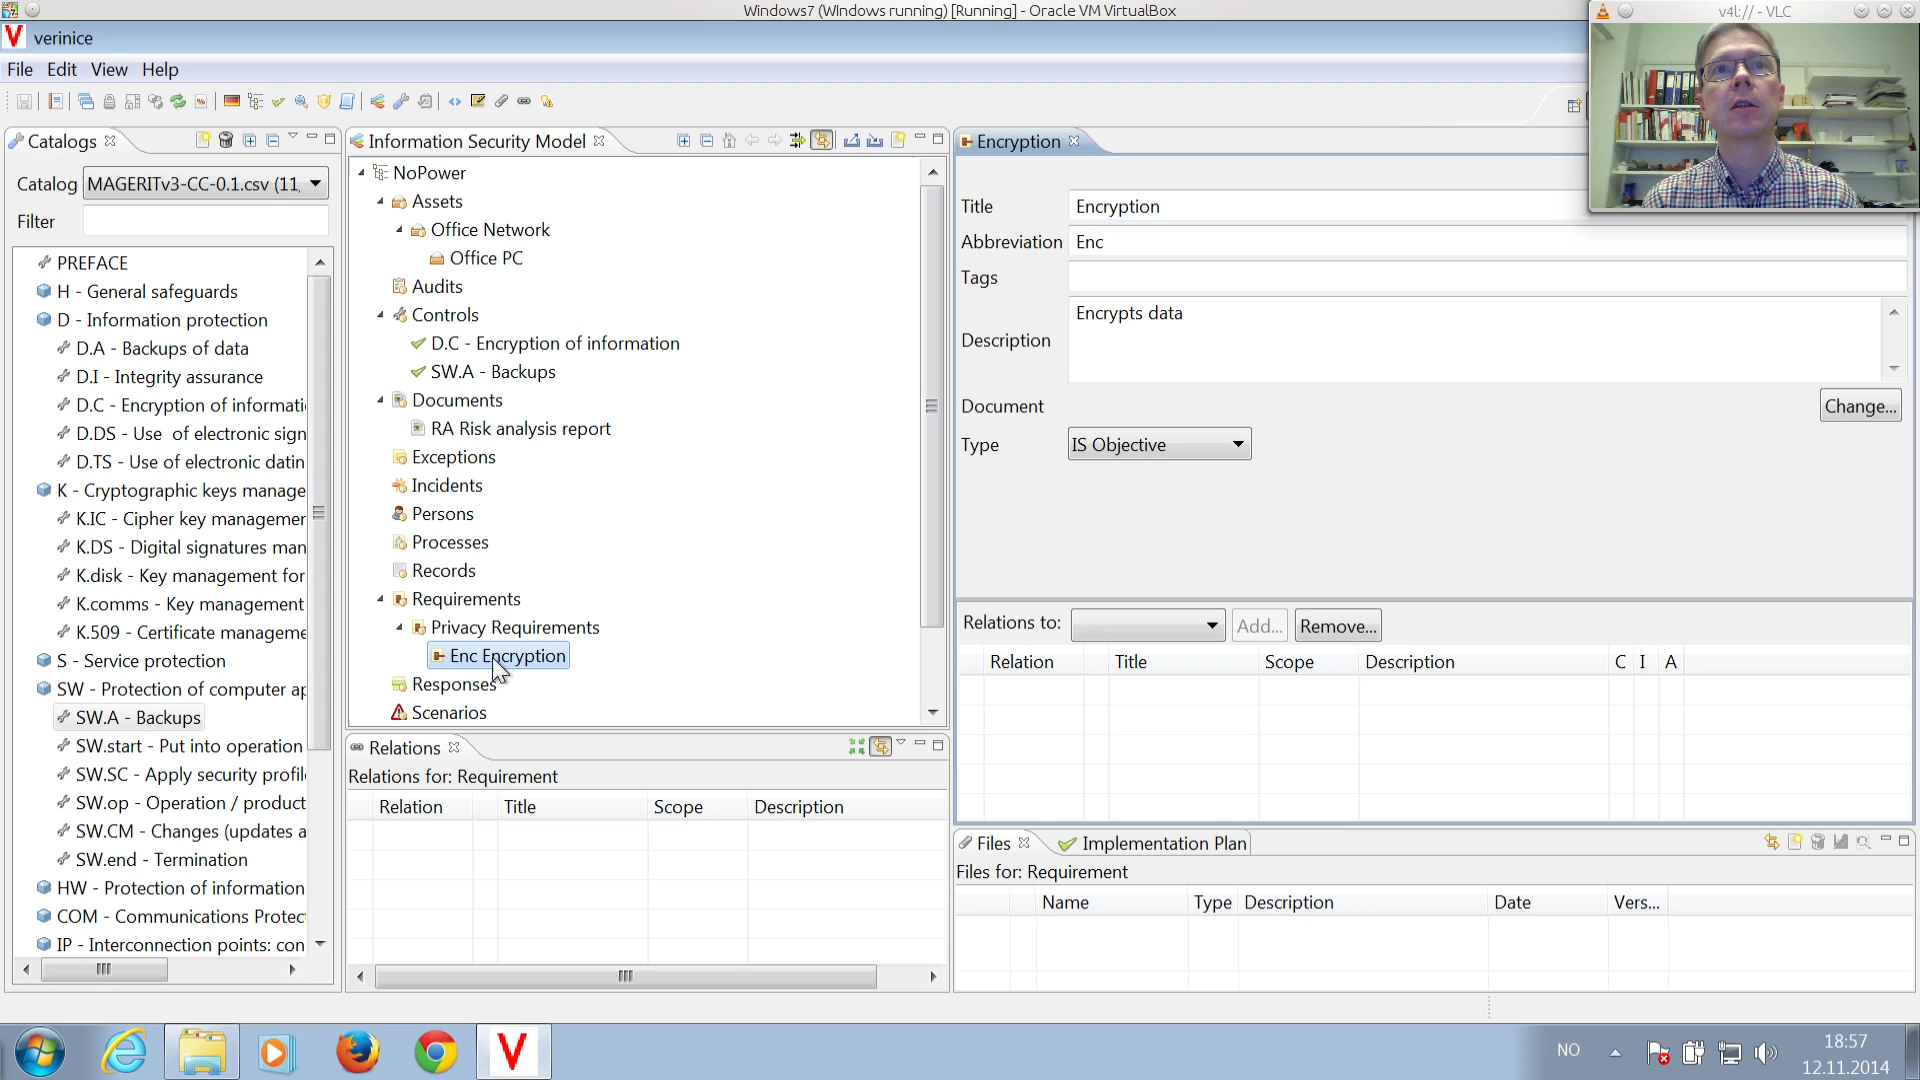 Windows7 (WIndows running) [Running] - Oracle VM VirtualBox
v4l:// - VLC
verinice
File Edit View Help
Catalogs
Catalog MAGERITv3-CC-0.1.csv (11,
Filter
PREFACE
H - General safeguards
D - Information protection
D.A - Backups of data
D.I - Integrity assurance
D.C - Encryption of informati
D.DS - Use of electronic sign
D.TS - Use of electronic datin
K - Cryptographic keys manage
K.IC - Cipher key managemer
K.DS - Digital signatures man
K.disk - Key management for
K.comms - Key management
K.509 - Certificate manageme
S - Service protection
SW - Protection of computer ap
SW.A - Backups
SW.start - Put into operation
SW.SC - Apply security profil
SW.op - Operation / product
SW.CM - Changes (updates a
SW.end - Termination
HW - Protection of information
COM - Communications Protec
IP - Interconnection points: con
Information Security Model
NoPower
Assets
Office Network
Office PC
Audits
Controls
D.C - Encryption of information
SW.A - Backups
Documents
RA Risk analysis report
Exceptions
Incidents
Persons
Processes
Records
Requirements
Privacy Requirements
Enc Encryption
Responses
Scenarios
Relations
Relations for: Requirement
Relation Title Scope Description
Encryption
Title Encryption
Abbreviation Enc
Tags
Description Encrypts data
Document Change...
Type IS Objective
Relations to: Add... Remove...
Relation Title Scope Description C I A
Files Implementation Plan
Files for: Requirement
Name Type Description Date Vers...
NO
18:57
12.11.2014